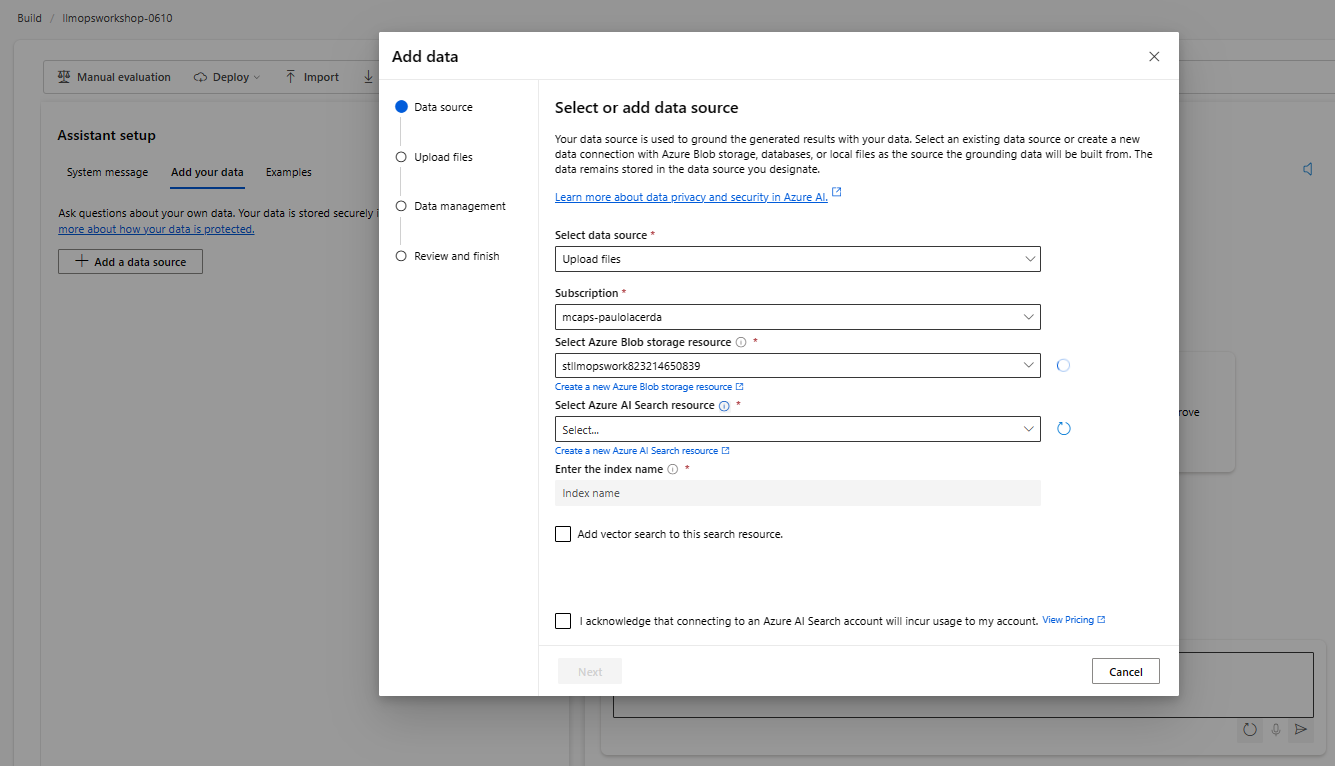 Build / llmopsworkshop-0610
Manual evaluation Deploy Import
Assistant setup
System message Add your data Examples
Ask questions about your own data. Your data is stored securely i
more about how your data is protected.
Add a data source
Add data
Data source
Upload files
Data management
Review and finish
Select or add data source
Your data source is used to ground the generated results with your data. Select an existing data source or create a new
data connection with Azure Blob storage, databases, or local files as the source the grounding data will be built from. The
data remains stored in the data source you designate.
Learn more about data privacy and security in Azure AI.
Select data source *
Upload files
Subscription *
mcaps-paulolacerda
Select Azure Blob storage resource *
stllmopswork823214650839
Create a new Azure Blob storage resource
Select Azure AI Search resource *
Select...
Create a new Azure AI Search resource
Enter the index name *
Index name
Add vector search to this search resource.
I acknowledge that connecting to an Azure AI Search account will incur usage to my account. View Pricing
Next Cancel
rove